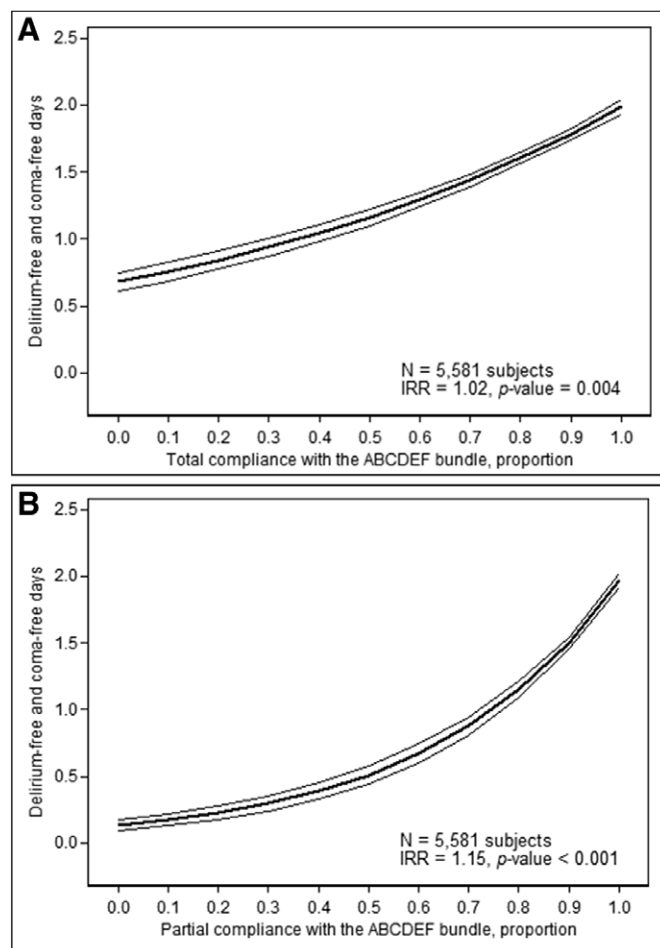 A
2.5
2.0
1.5
1.0
0.5
0.0
Delirium-free and coma-free days
N = 5,581 subjects
IRR = 1.02, p-value = 0.004
0.0 0.1 0.2 0.3 0.4 0.5 0.6 0.7 0.8 0.9 1.0
Total compliance with the ABCDEF bundle, proportion
B
2.5
2.0
1.5
1.0
0.5
0.0
Delirium-free and coma-free days
N = 5,581 subjects
IRR = 1.15, p-value < 0.001
0.0 0.1 0.2 0.3 0.4 0.5 0.6 0.7 0.8 0.9 1.0
Partial compliance with the ABCDEF bundle, proportion